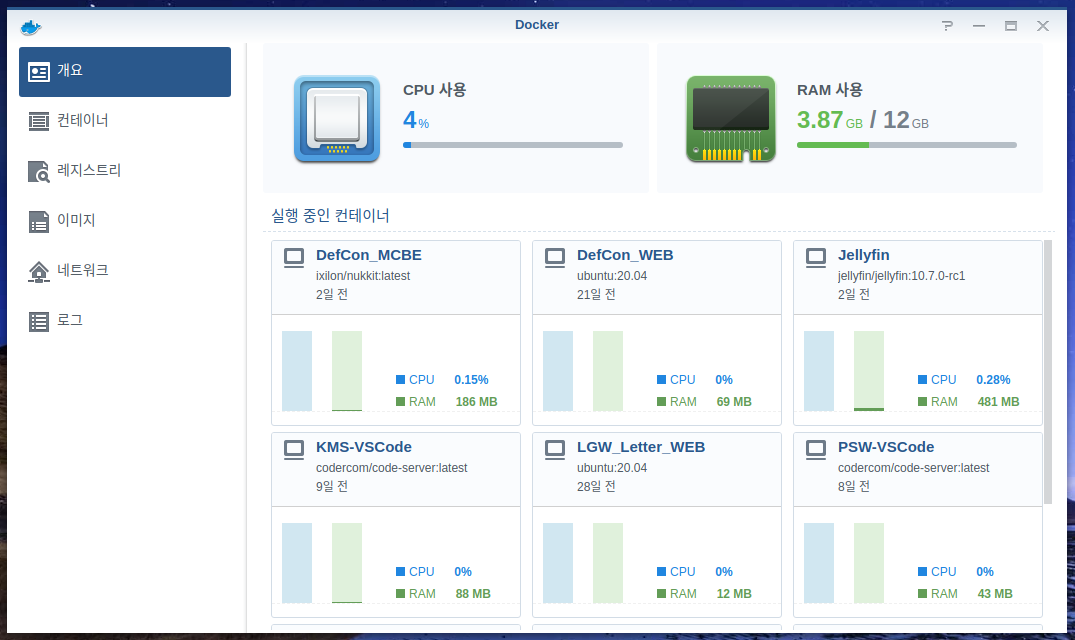 Docker
개요
컨테이너
레지스트리
이미지
네트워크
로그
CPU 사용
4%
RAM 사용
3.87 GB / 12 GB
실행 중인 컨테이너
DefCon_MCBE
ixilon/nukkit:latest
2일 전
CPU 0.15%
RAM 186 MB
DefCon_WEB
ubuntu:20.04
21일 전
CPU 0%
RAM 69 MB
Jellyfin
jellyfin/jellyfin:10.7.0-rc1
2일 전
CPU 0.28%
RAM 481 MB
KMS-VSCode
codercom/code-server:latest
9일 전
CPU 0%
RAM 88 MB
LGW_Letter_WEB
ubuntu:20.04
28일 전
CPU 0%
RAM 12 MB
PSW-VSCode
codercom/code-server:latest
8일 전
CPU 0%
RAM 43 MB